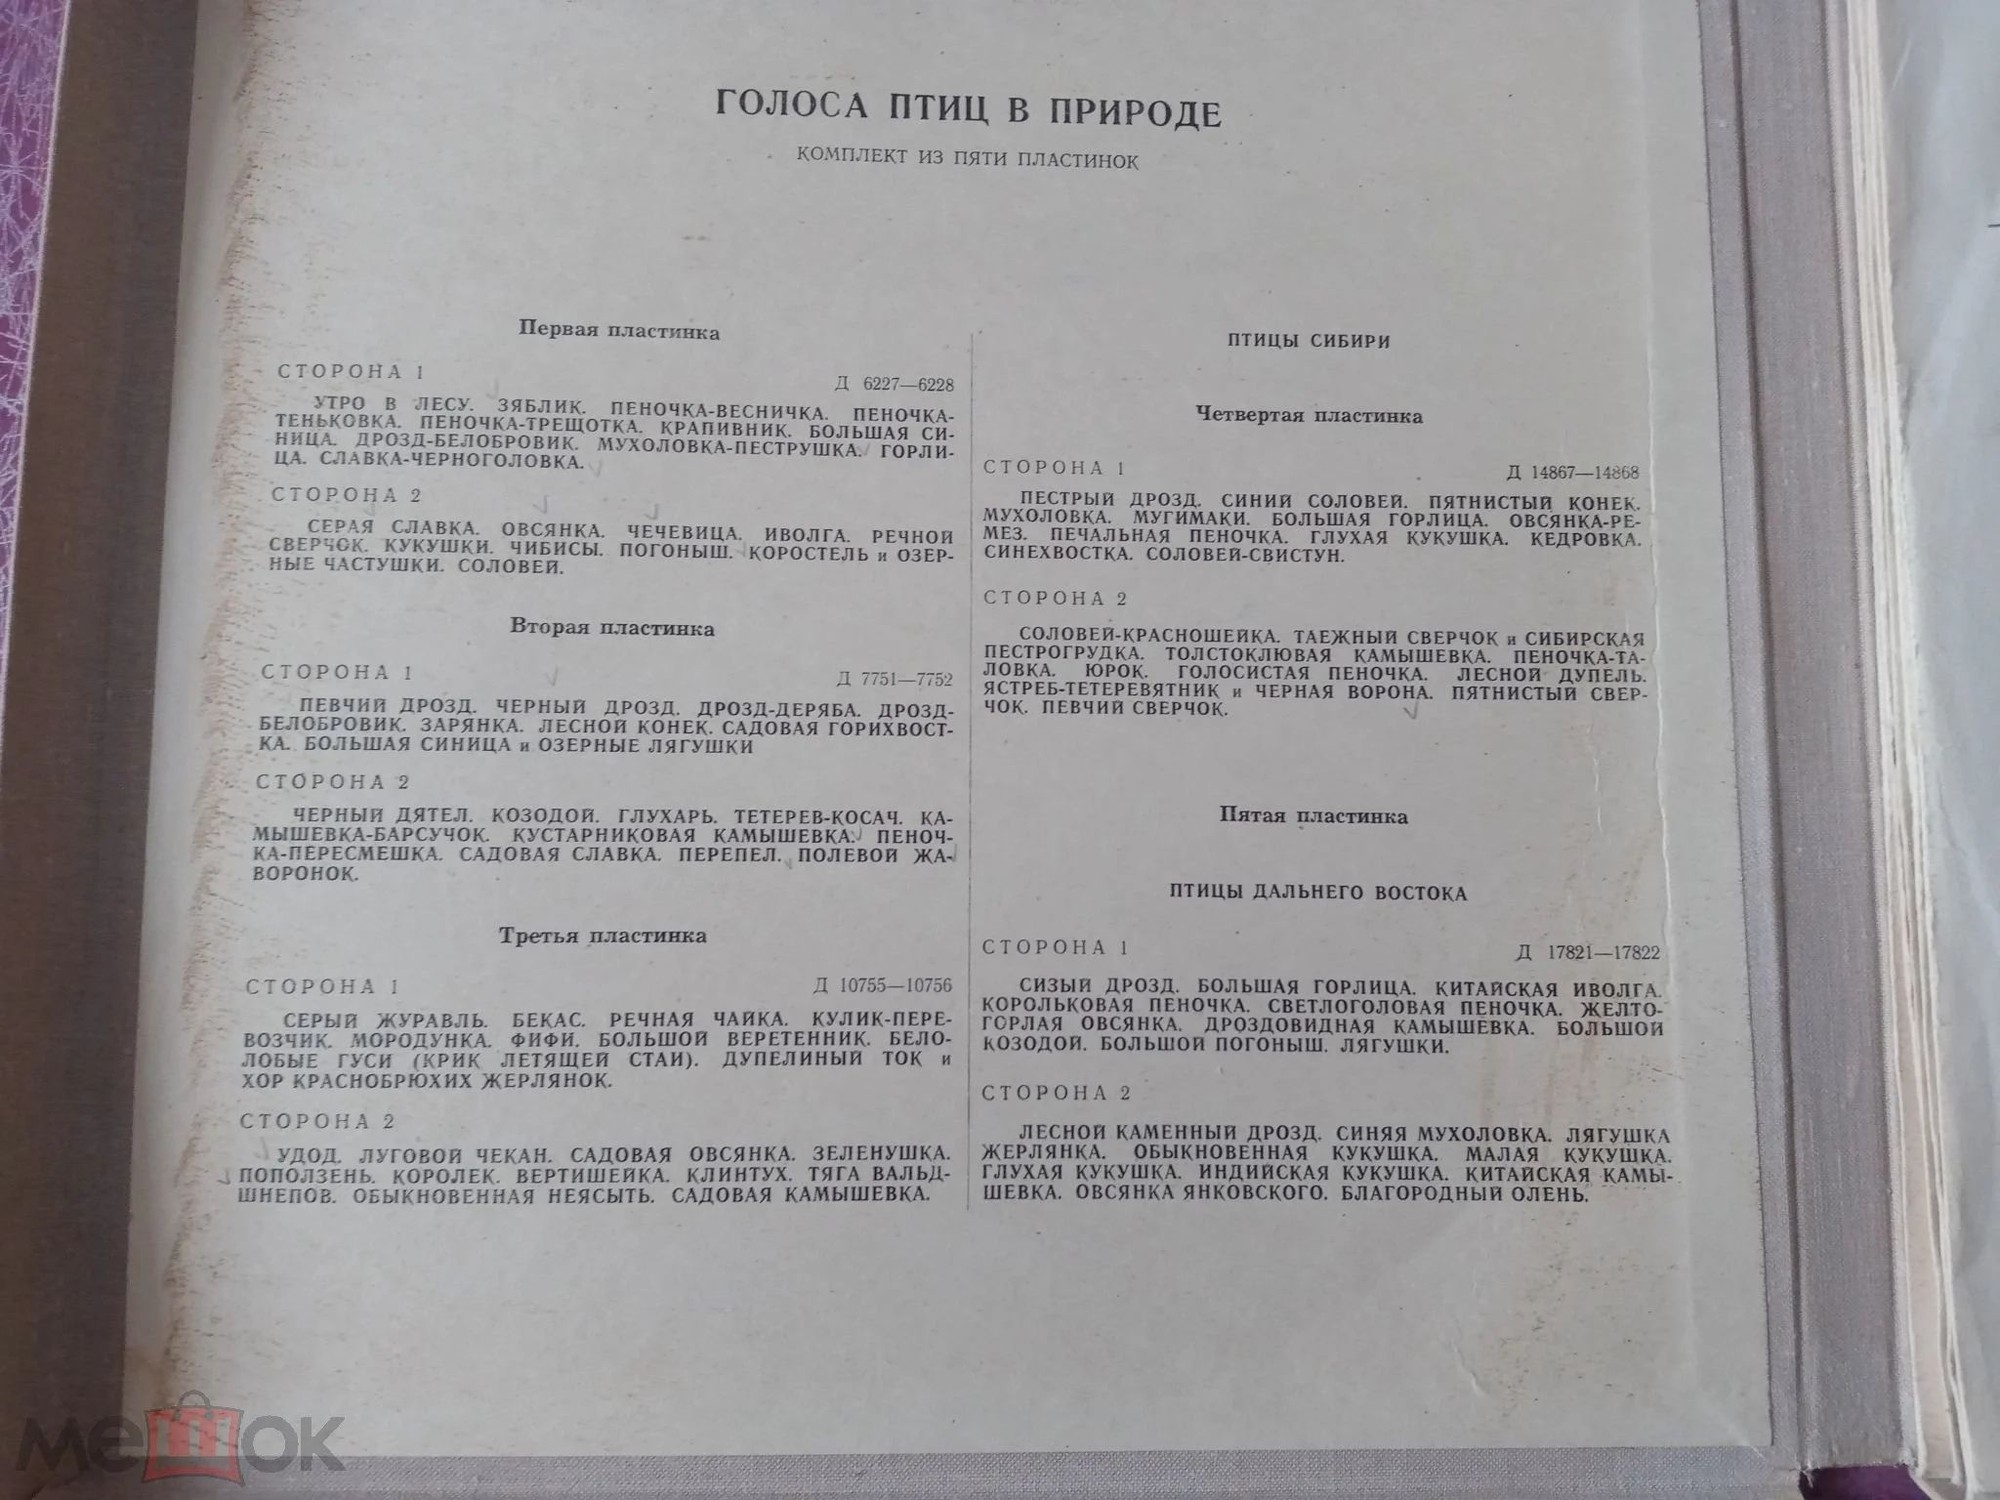 ГОЛОСА ПТИЦ В ПРИРОДЕ
КОМПЛЕКТ ИЗ ПЯТИ ПЛАСТИНОК
Первая пластинка
СТОРОНА 1
Д 6227—6228
УТРО В ЛЕСУ. ЗЯБЛИК. ПЕНОЧКА-ВЕСНИЧКА. ПЕНОЧКА-
ТЕНЬКОВКА. ПЕНОЧКА-ТРЕЩОТКА. КРАПИВНИК. БОЛЬШАЯ СИ-
НИЦА. ДРОЗД-БЕЛОБРОВИК. МУХОЛОВКА-ПЕСТРУШКА. ГОРЛИ-
ЦА. СЛАВКА-ЧЕРНОГОЛОВКА.
СТОРОНА 2
СЕРАЯ СЛАВКА. ОВСЯНКА. ЧЕЧЕВИЦА. ИВОЛГА. РЕЧНОЙ
СВЕРЧОК. КУКУШКИ. ЧИБИСЫ. ПОГОНЫШ. КОРОСТЕЛЬ и ОЗЕР-
НЫЕ ЧАСТУШКИ. СОЛОВЕЙ.
Вторая пластинка
СТОРОНА 1
Д 7751—7752
ПЕВЧИЙ ДРОЗД. ЧЕРНЫЙ ДРОЗД. ДРОЗД-ДЕРЯБА. ДРОЗД-
БЕЛОБРОВИК. ЗАРЯНКА. ЛЕСНОЙ КОНЕК. САДОВАЯ ГОРИХВОСТ-
КА. БОЛЬШАЯ СИНИЦА и ОЗЕРНЫЕ ЛЯГУШКИ
СТОРОНА 2
ЧЕРНЫЙ ДЯТЕЛ. КОЗОДОЙ. ГЛУХАРЬ. ТЕТЕРЕВ-КОСАЧ. КА-
МЫШЕВКА-БАРСУЧОК. КУСТАРНИКОВАЯ КАМЫШЕВКА. ПЕНОЧ-
КА-ПЕРЕСМЕШКА. САДОВАЯ СЛАВКА. ПЕРЕПЕЛ. ПОЛЕВОЙ ЖА-
ВОРОНОК.
Третья пластинка
СТОРОНА 1
Д 10755—10756
СЕРЫЙ ЖУРАВЛЬ. БЕКАС. РЕЧНАЯ ЧАЙКА. КУЛИК-ПЕРЕ-
ВОЗЧИК. МОРОДУНКА. ФИФИ. БОЛЬШОЙ ВЕРЕТЕННИК. БЕЛО-
ЛОБЫЕ ГУСИ (КРИК ЛЕТЯЩЕЙ СТАИ). ДУПЕЛИНЫЙ ТОК и
ХОР КРАСНОБРЮХИХ ЖЕРЛЯНОК.
СТОРОНА 2
УДОД. ЛУГОВОЙ ЧЕКАН. САДОВАЯ ОВСЯНКА. ЗЕЛЕНУШКА.
ПОПОЛЗЕНЬ. КОРОЛЕК. ВЕРТИШЕЙКА. КЛИНТУХ. ТЯГА ВАЛЬД-
ШНЕПОВ. ОБЫКНОВЕННАЯ НЕЯСЫТЬ. САДОВАЯ КАМЫШЕВКА.
ПТИЦЫ СИБИРИ
Четвертая пластинка
СТОРОНА 1
Д 14867—14868
ПЕСТРЫЙ ДРОЗД. СИНИЙ СОЛОВЕЙ. ПЯТНИСТЫЙ КОНЕК.
МУХОЛОВКА. МУГИМАКИ. БОЛЬШАЯ ГОРЛИЦА. ОВСЯНКА-РЕ-
МЕЗ. ПЕЧАЛЬНАЯ ПЕНОЧКА. ГЛУХАЯ КУКУШКА. КЕДРОВКА.
СИНЕХВОСТКА. СОЛОВЕЙ-СВИСТУН.
СТОРОНА 2
СОЛОВЕЙ-КРАСНОШЕЙКА. ТАЕЖНЫЙ СВЕРЧОК и СИБИРСКАЯ
ПЕСТРОГРУДКА. ТОЛСТОКЛЮВАЯ КАМЫШЕВКА. ПЕНОЧКА-ТА-
ЛОВКА. ЮРОК. ГОЛОСИСТАЯ ПЕНОЧКА. ЛЕСНОЙ ДУПЕЛЬ.
ЯСТРЕБ-ТЕТЕРЕВЯТНИК и ЧЕРНАЯ ВОРОНА. ПЯТНИСТЫЙ СВЕР-
ЧОК. ПЕВЧИЙ СВЕРЧОК.
Пятая пластинка
ПТИЦЫ ДАЛЬНЕГО ВОСТОКА
СТОРОНА 1
Д 17821—17822
СИЗЫЙ ДРОЗД. БОЛЬШАЯ ГОРЛИЦА. КИТАЙСКАЯ ИВОЛГА.
КОРОЛЬКОВАЯ ПЕНОЧКА. СВЕТЛОГОЛОВАЯ ПЕНОЧКА. ЖЕЛТО-
ГОРЛАЯ ОВСЯНКА. ДРОЗДОВИДНАЯ КАМЫШЕВКА. БОЛЬШОЙ
КОЗОДОЙ. БОЛЬШОЙ ПОГОНЫШ. ЛЯГУШКИ.
СТОРОНА 2
ЛЕСНОЙ КАМЕННЫЙ ДРОЗД. СИНЯЯ МУХОЛОВКА. ЛЯГУШКА
ЖЕРЛЯНКА. ОБЫКНОВЕННАЯ КУКУШКА. МАЛАЯ КУКУШКА.
ГЛУХАЯ КУКУШКА. ИНДИЙСКАЯ КУКУШКА. КИТАЙСКАЯ КАМЫ-
ШЕВКА. ОВСЯНКА ЯНКОВСКОГО. БЛАГОРОДНЫЙ ОЛЕНЬ.
мешок